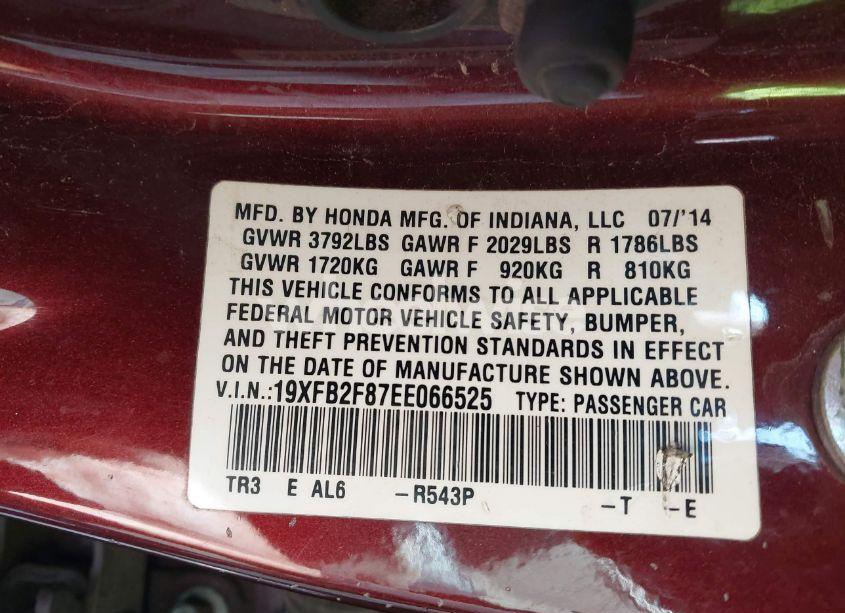 MFD. BY HONDA MFG. OF INDIANA, LLC 07/'14
GVWR 3792LBS GAWR F 2029LBS R 1786LBS
GVWR 1720KG GAWR F 920KG R 810KG
THIS VEHICLE CONFORMS TO ALL APPLICABLE
FEDERAL MOTOR VEHICLE SAFETY, BUMPER,
AND THEFT PREVENTION STANDARDS IN EFFECT
ON THE DATE OF MANUFACTURE SHOWN ABOVE.
V.I.N.:19XFB2F87EE066525 TYPE: PASSENGER CAR
TR3 E AL6 -R543P -T -E